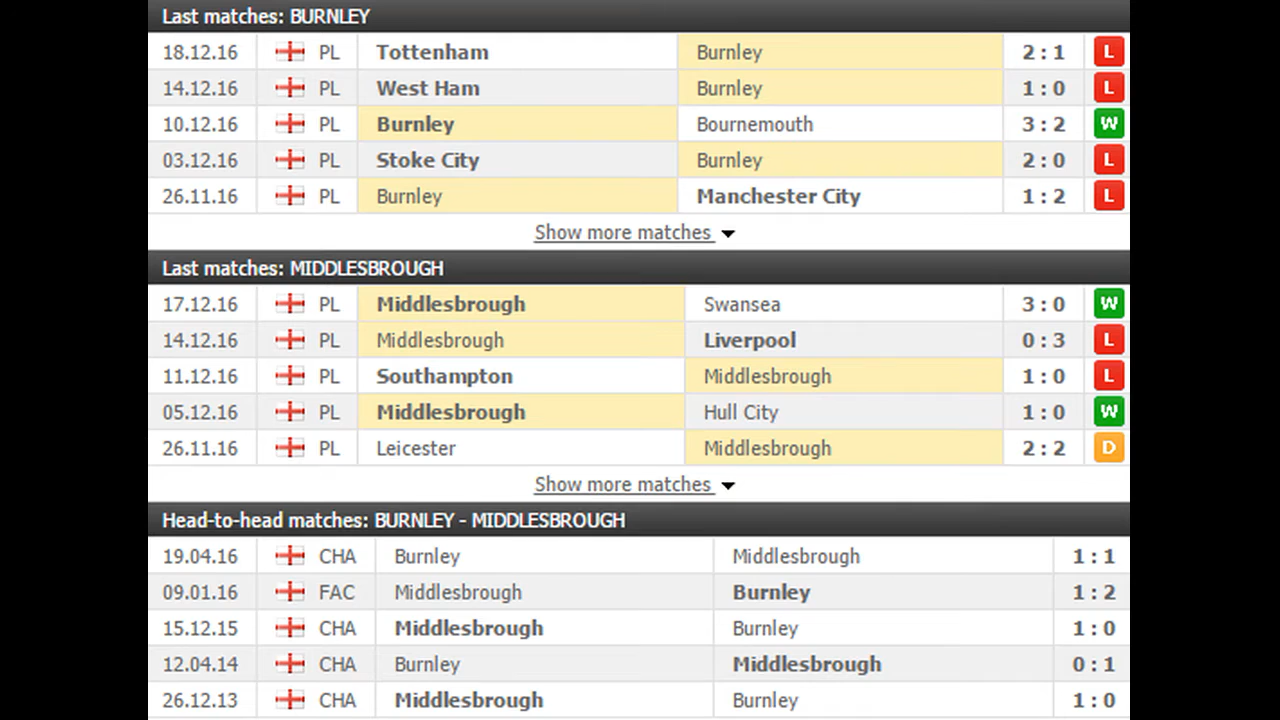 Last matches: BURNLEY
18.12.16 PL Tottenham Burnley 2 : 1 L
14.12.16 PL West Ham Burnley 1 : 0 L
10.12.16 PL Burnley Bournemouth 3 : 2 W
03.12.16 PL Stoke City Burnley 2 : 0 L
26.11.16 PL Burnley Manchester City 1 : 2 L
Show more matches
Last matches: MIDDLESBROUGH
17.12.16 PL Middlesbrough Swansea 3 : 0 W
14.12.16 PL Middlesbrough Liverpool 0 : 3 L
11.12.16 PL Southampton Middlesbrough 1 : 0 L
05.12.16 PL Middlesbrough Hull City 1 : 0 W
26.11.16 PL Leicester Middlesbrough 2 : 2 D
Show more matches
Head-to-head matches: BURNLEY - MIDDLESBROUGH
19.04.16 CHA Burnley Middlesbrough 1 : 1
09.01.16 FAC Middlesbrough Burnley 1 : 2
15.12.15 CHA Middlesbrough Burnley 1 : 0
12.04.14 CHA Burnley Middlesbrough 0 : 1
26.12.13 CHA Middlesbrough Burnley 1 : 0